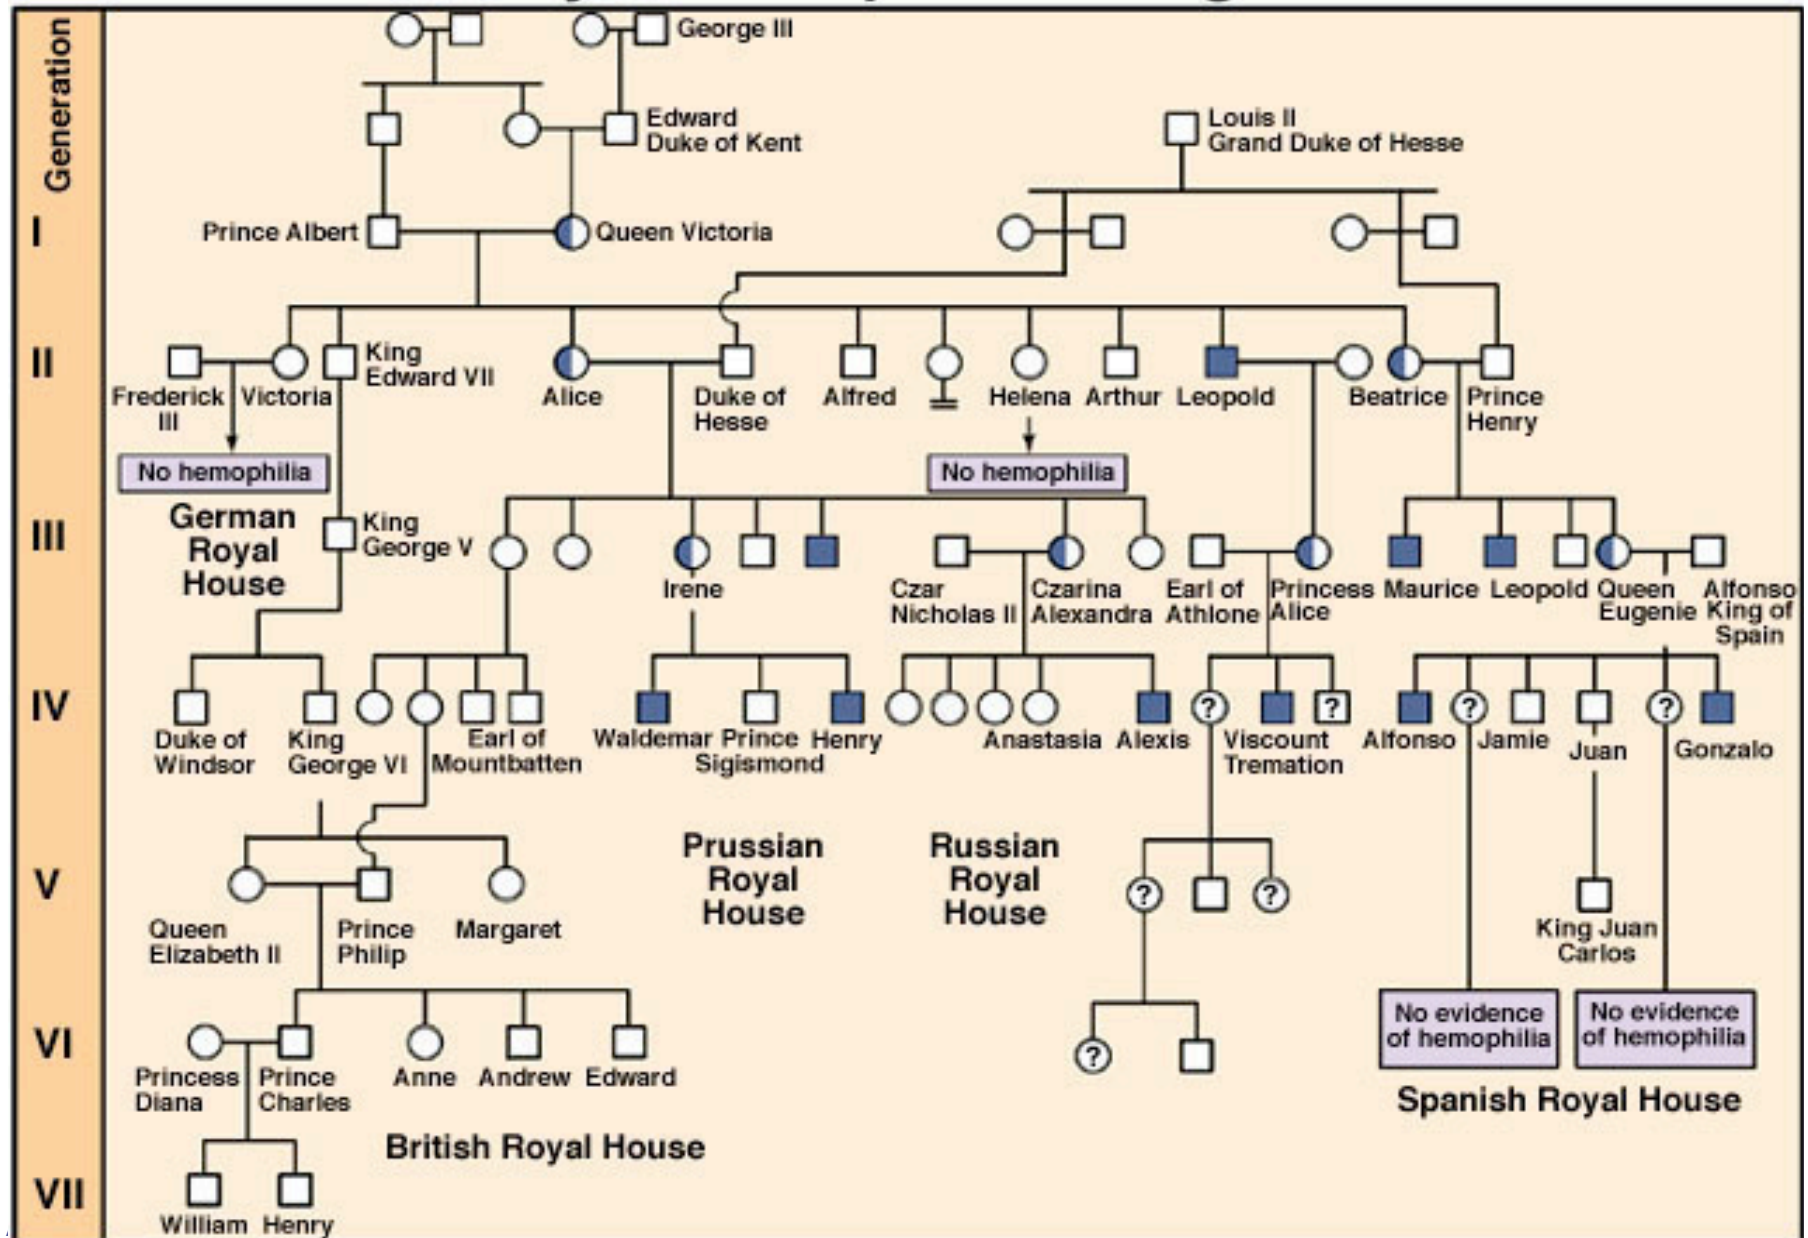 Generation
George III
Edward
Duke of Kent
Louis II
Grand Duke of Hesse
I
Prince Albert
Queen Victoria
II
Frederick
III
Victoria
King
Edward VII
Alice
Duke of
Hesse
Alfred
Helena
Arthur
Leopold
Beatrice
Prince
Henry
No hemophilia
No hemophilia
German
Royal
House
III
King
George V
Irene
Czar
Nicholas II
Czarina
Alexandra
Earl of
Athlone
Princess
Alice
Maurice
Leopold
Queen
Eugenie
Alfonso
King of
Spain
IV
?
?
?
?
Duke of
Windsor
King
George VI
Earl of
Mountbatten
Waldemar
Prince
Sigismond
Henry
Anastasia
Alexis
Viscount
Tremation
Alfonso
Jamie
Juan
Gonzalo
Prussian
Royal
House
Russian
Royal
House
V
?
?
Queen
Elizabeth II
Prince
Philip
Margaret
King Juan
Carlos
No evidence
of hemophilia
No evidence
of hemophilia
VI
?
Princess
Diana
Prince
Charles
Anne
Andrew
Edward
Spanish Royal House
British Royal House
VII
William
Henry